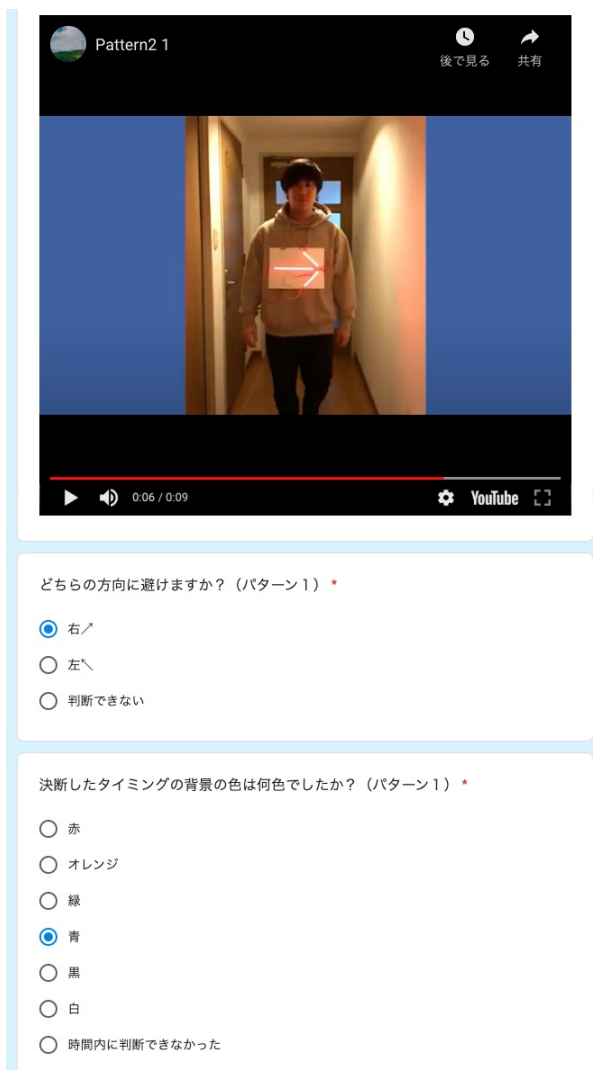 Pattern2 1
後で見る
共有
0:06 / 0:09
YouTube
どちらの方向に避けますか？（パターン１） *
右↗
左↖
判断できない
決断したタイミングの背景の色は何色でしたか？（パターン１） *
赤
オレンジ
緑
青
黒
白
時間内に判断できなかった